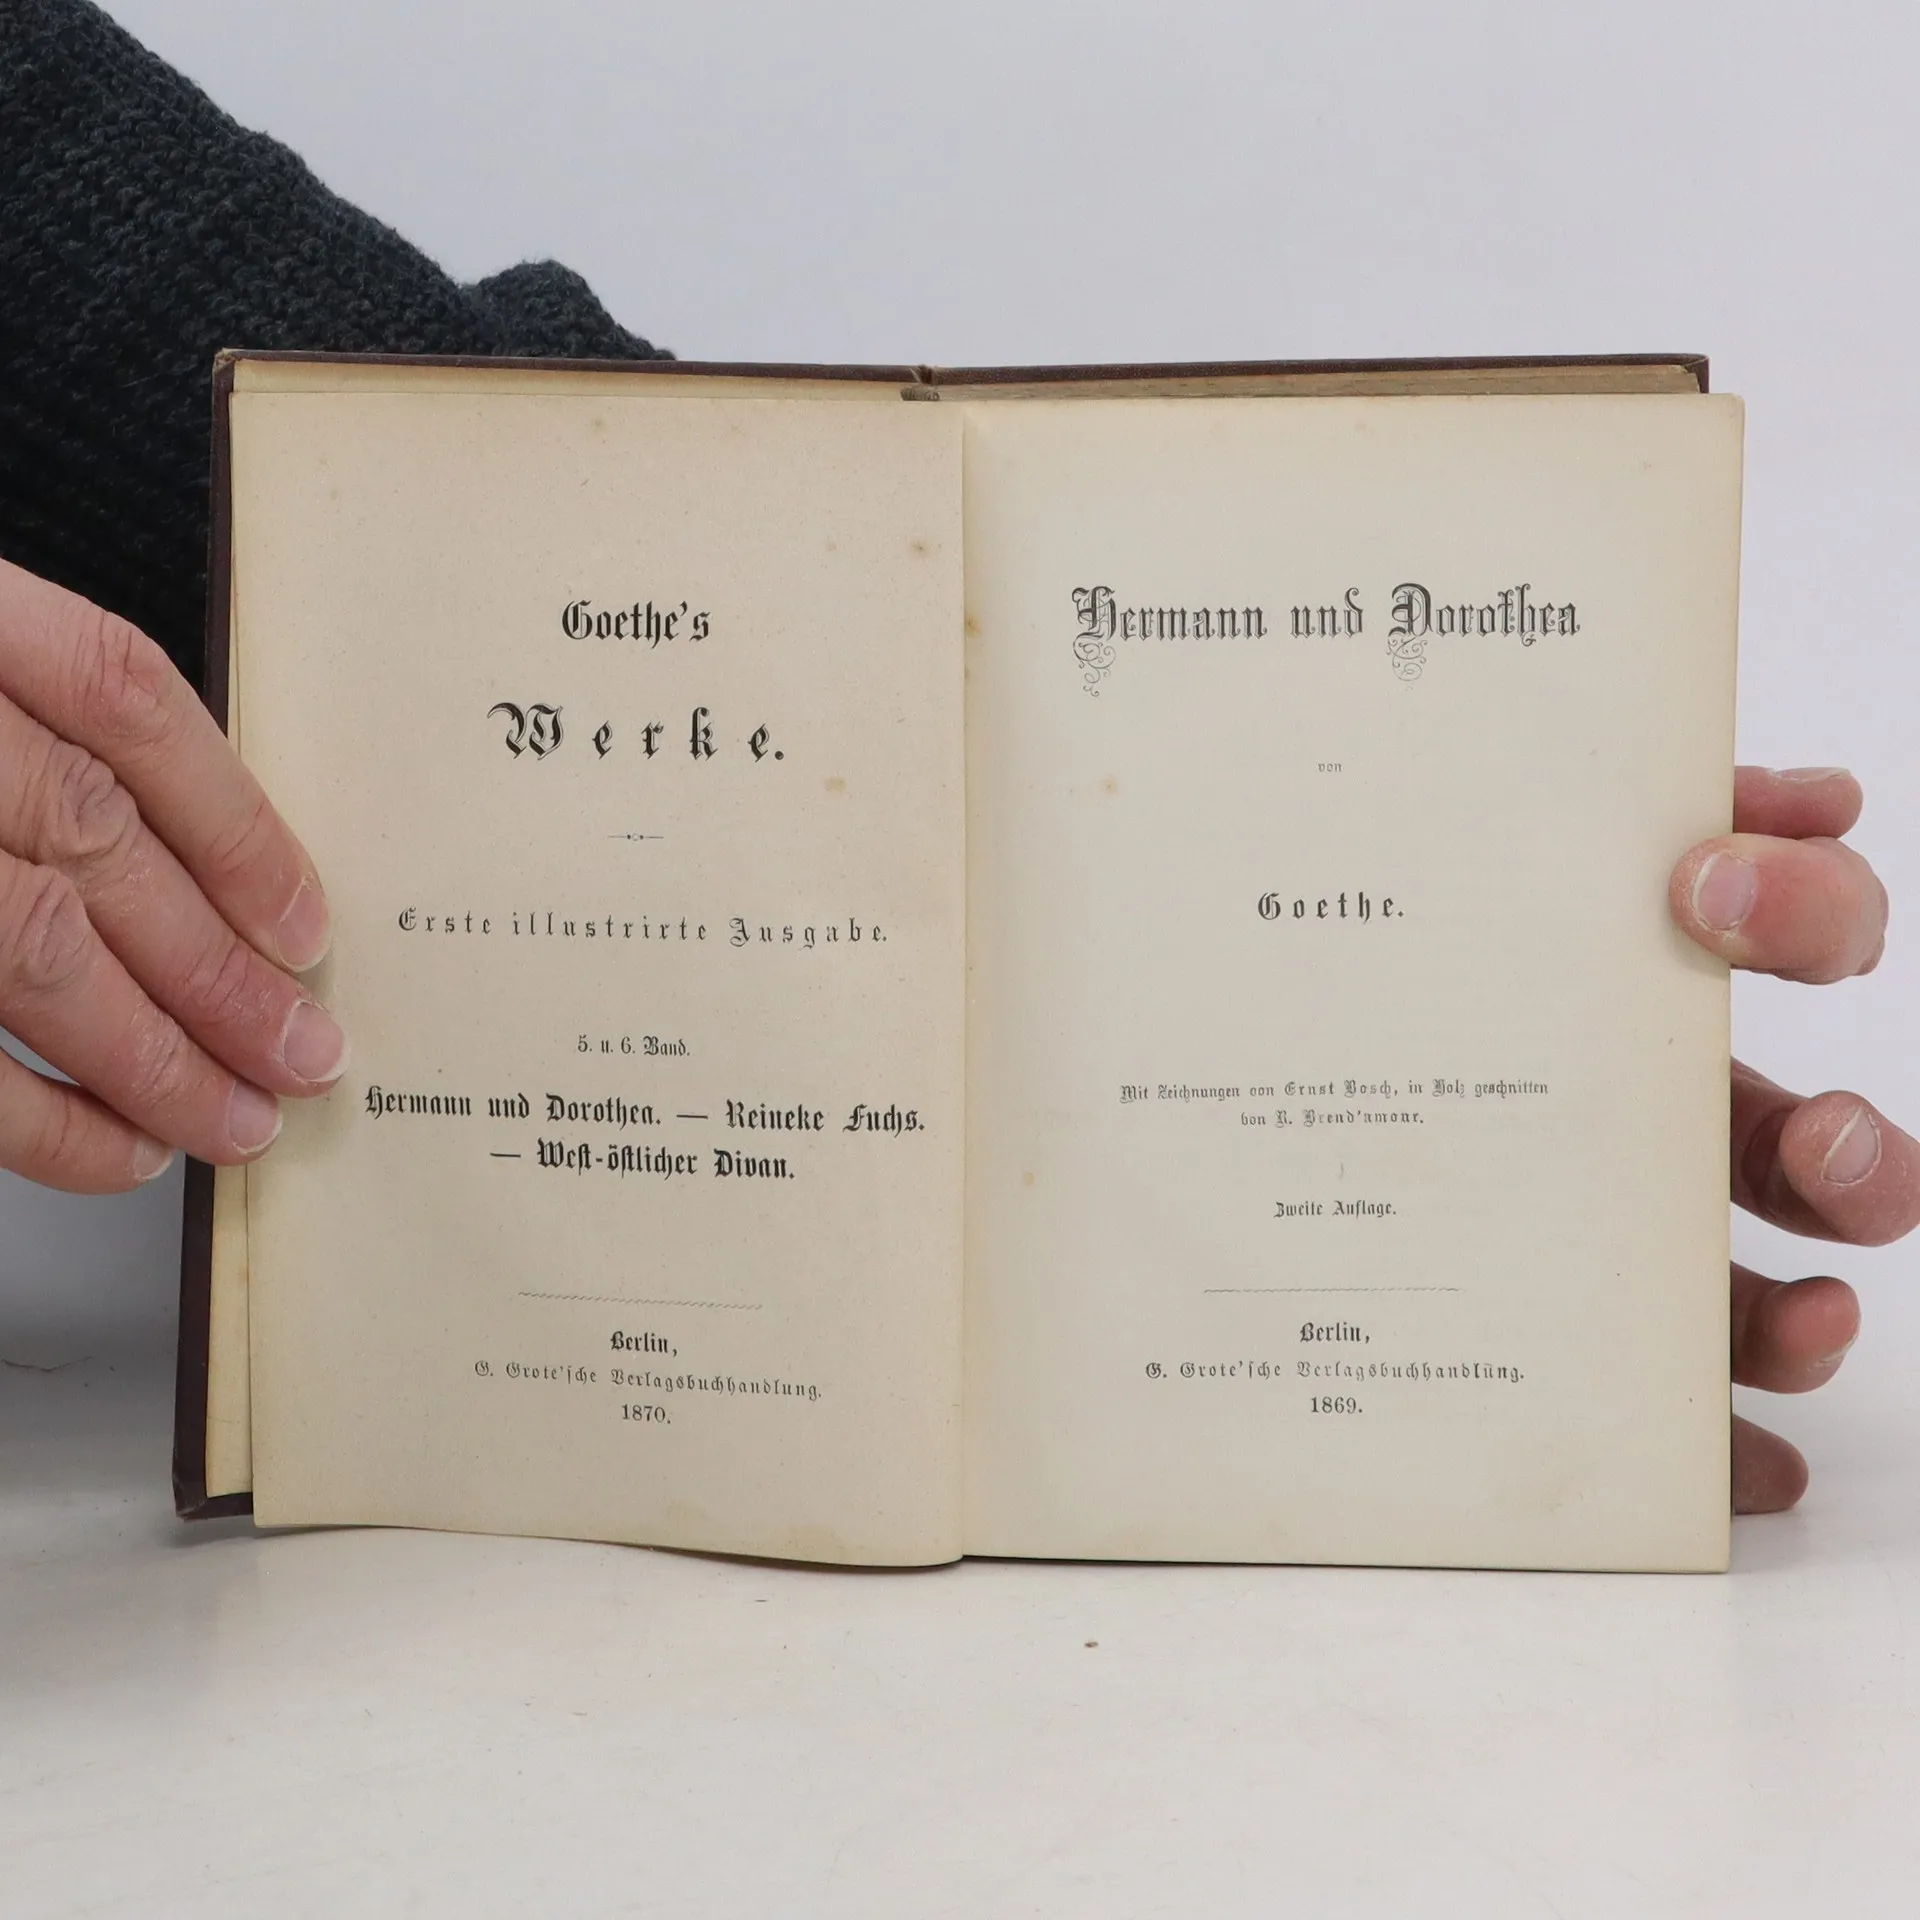 Goethe's
Werke.
Erste illustrirte Ausgabe.
5. u. 6. Band.
Hermann und Dorothea. — Reineke Fuchs.
— West-östlicher Divan.
Berlin,
G. Grote'sche Verlagsbuchhandlung.
1870.
Hermann und Dorothea
von
Goethe.
Mit Zeichnungen von Ernst Bosch, in Holz geschnitten
von R. Brend'amour.
Zweite Auflage.
Berlin,
G. Grote'sche Verlagsbuchhandlung.
1869.